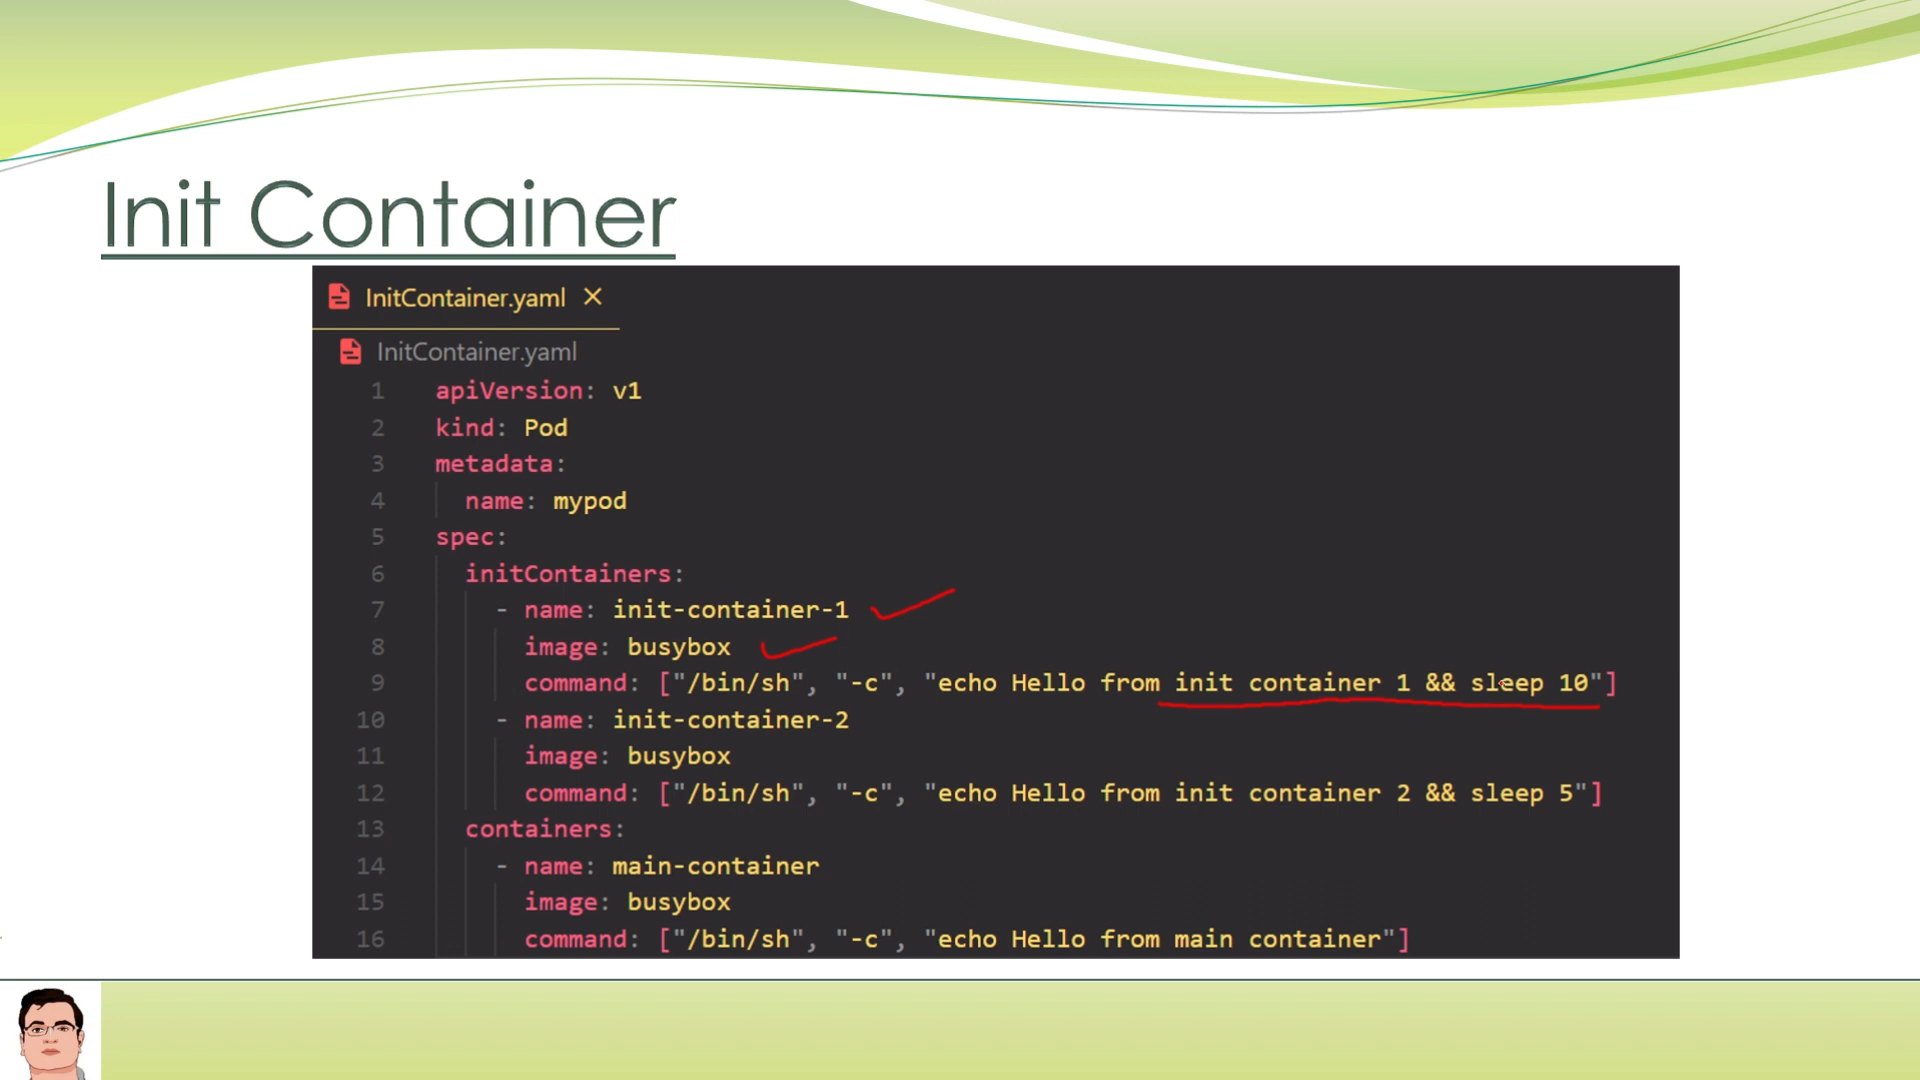 Init Container
InitContainer.yaml
InitContainer.yaml
1 apiVersion: v1
2 kind: Pod
3 metadata:
4 name: mypod
5 spec:
6 initContainers:
7 - name: init-container-1
8 image: busybox
9 command: ["/bin/sh", "-c", "echo Hello from init container 1 && sleep 10"]
10 - name: init-container-2
11 image: busybox
12 command: ["/bin/sh", "-c", "echo Hello from init container 2 && sleep 5"]
13 containers:
14 - name: main-container
15 image: busybox
16 command: ["/bin/sh", "-c", "echo Hello from main container"]